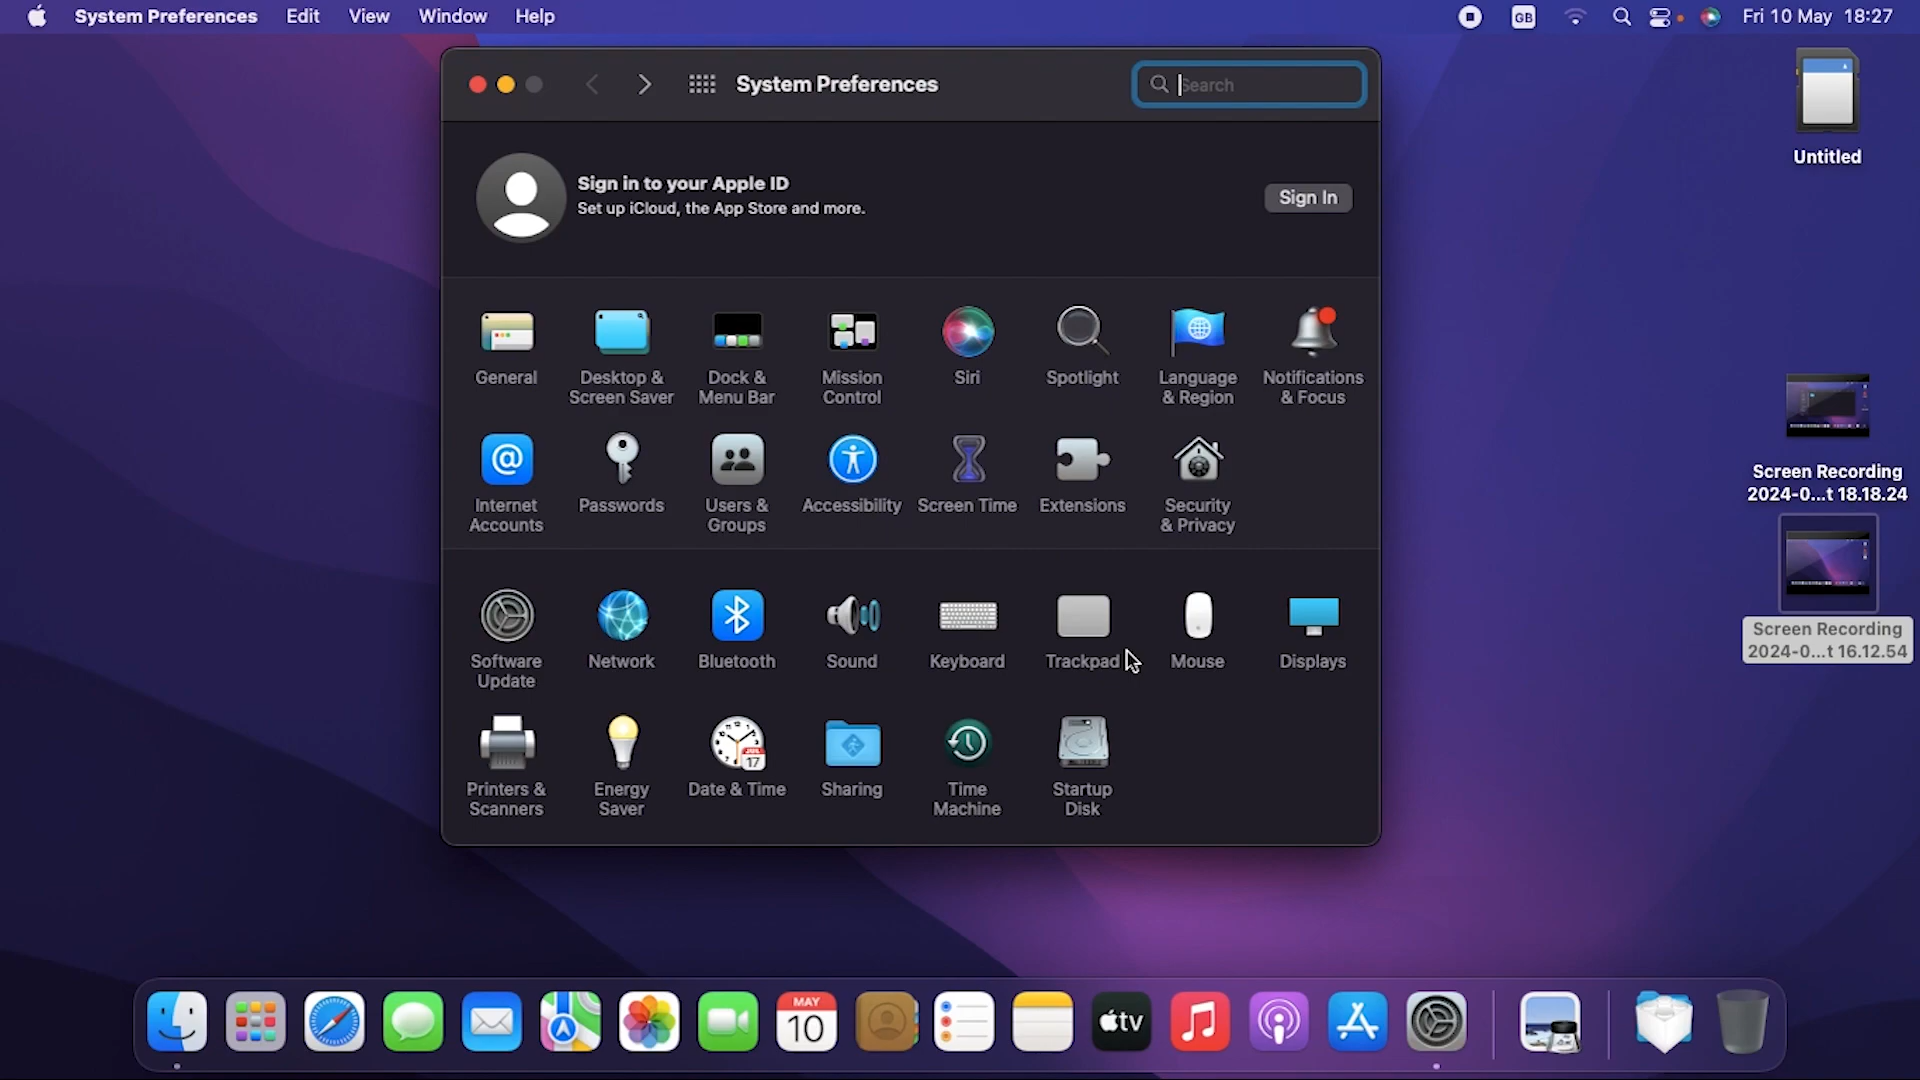 System Preferences Edit View Window Help
GB Fri 10 May 18:27
System Preferences
Search
Sign in to your Apple ID
Set up iCloud, the App Store and more.
Sign In
General
Desktop &
Screen Saver
Dock &
Menu Bar
Mission
Control
Siri
Spotlight
Language
& Region
Notifications
& Focus
Internet
Accounts
Passwords
Users &
Groups
Accessibility
Screen Time
Extensions
Security
& Privacy
Software
Update
Network
Bluetooth
Sound
Keyboard
Trackpad
Mouse
Displays
Printers &
Scanners
Energy
Saver
JUL
17
Date & Time
Sharing
Time
Machine
Startup
Disk
Untitled
Screen Recording
2024-0...t 18.18.24
Screen Recording
2024-0...t 16.12.54
MAY
10
tv